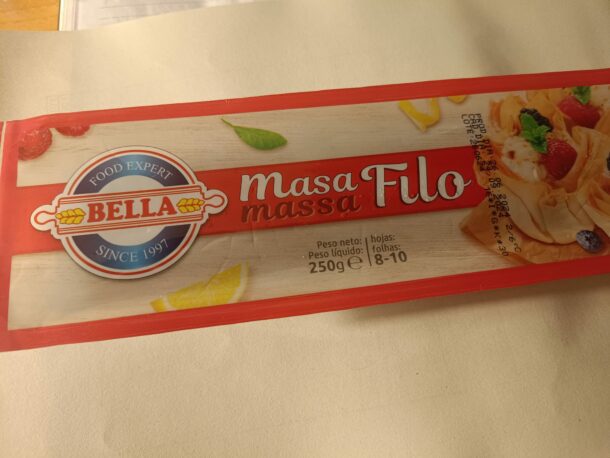 FOOD EXPERT
BELLA
SINCE 1997
masa Filo
massa
Peso neto:
Peso líquido:
250g e
hojas:
folhas:
8-10